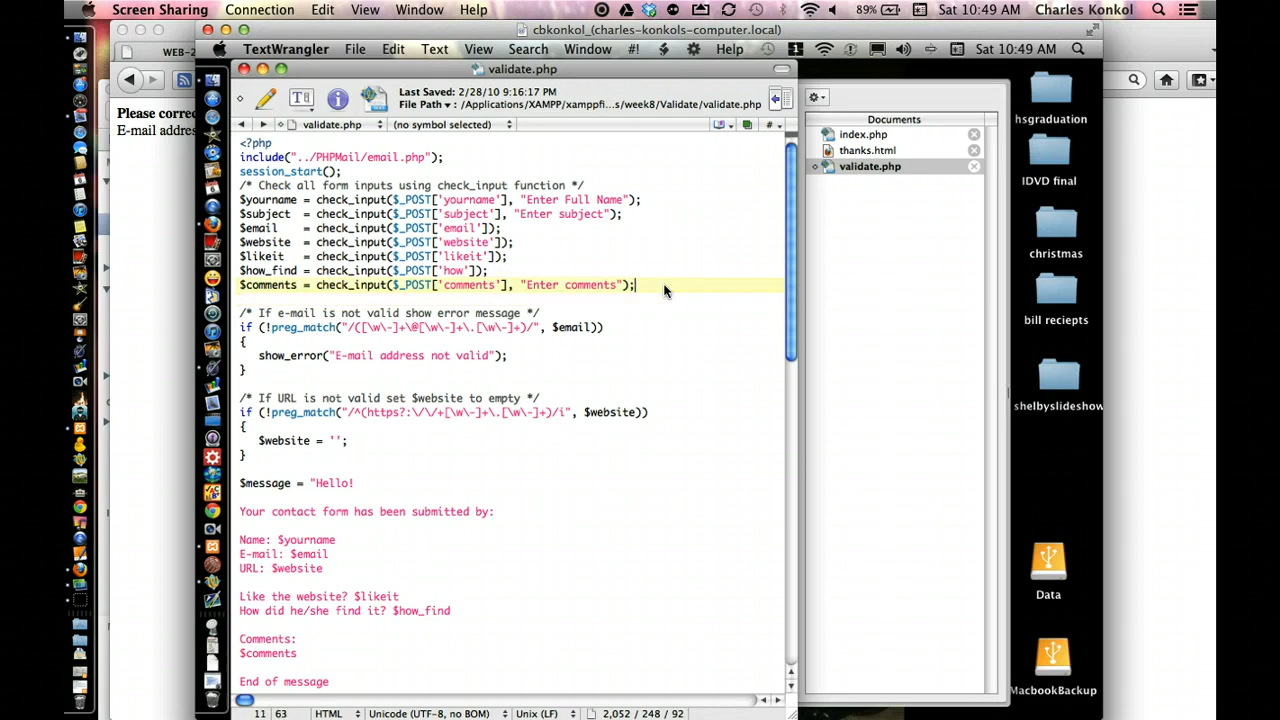 Screen Sharing Connection Edit View Window Help 89% Sat 10:49 AM Charles Konkol
cbkonkol_(charles-konkols-computer.local)
WEB-2
TextWrangler File Edit Text View Search Window #! Help 1 Sat 10:49 AM
Please correc
E-mail addres
validate.php
Last Saved: 2/28/10 9:16:17 PM
File Path ▾ : /Applications/XAMPP/xamppfi...s/week8/Validate/validate.php
validate.php (no symbol selected) #
Documents
index.php
thanks.html
validate.php
<?php
include("../PHPMail/email.php");
session_start();
/* Check all form inputs using check_input function */
$yourname = check_input($_POST['yourname'], "Enter Full Name");
$subject = check_input($_POST['subject'], "Enter subject");
$email = check_input($_POST['email']);
$website = check_input($_POST['website']);
$likeit = check_input($_POST['likeit']);
$how_find = check_input($_POST['how']);
$comments = check_input($_POST['comments'], "Enter comments");
/* If e-mail is not valid show error message */
if (!preg_match("/([\w\-]+\@[\w\-]+\.[\w\-]+)/", $email))
{
show_error("E-mail address not valid");
}
/* If URL is not valid set $website to empty */
if (!preg_match("/^(https?:\/\/+[\w\-]+\.[\w\-]+)/i", $website))
{
$website = '';
}
$message = "Hello!
Your contact form has been submitted by:
Name: $yourname
E-mail: $email
URL: $website
Like the website? $likeit
How did he/she find it? $how_find
Comments:
$comments
End of message
11 63 HTML Unicode (UTF-8, no BOM) Unix (LF) 2,052 / 248 / 92
hsgraduation
IDVD final
christmas
bill reciepts
shelbyslideshow
Data
MacbookBackup